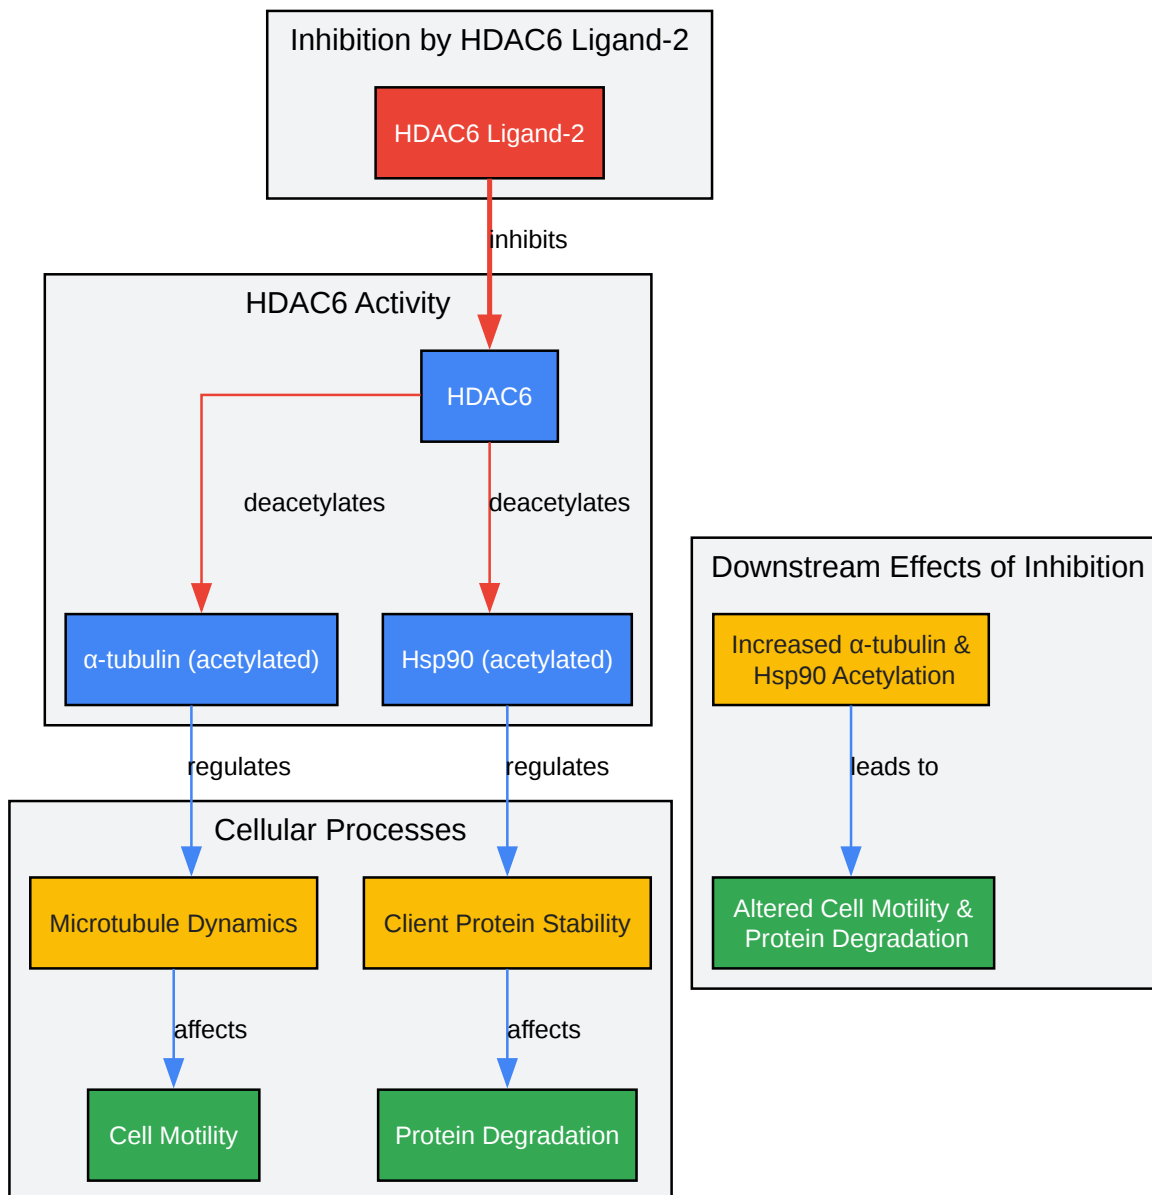 Inhibition by HDAC6 Ligand-2
HDAC6 Ligand-2
inhibits
HDAC6 Activity
HDAC6
deacetylates
deacetylates
α-tubulin (acetylated)
Hsp90 (acetylated)
regulates
regulates
Cellular Processes
Microtubule Dynamics
Client Protein Stability
affects
affects
Cell Motility
Protein Degradation
Downstream Effects of Inhibition
Increased α-tubulin &
Hsp90 Acetylation
leads to
Altered Cell Motility &
Protein Degradation